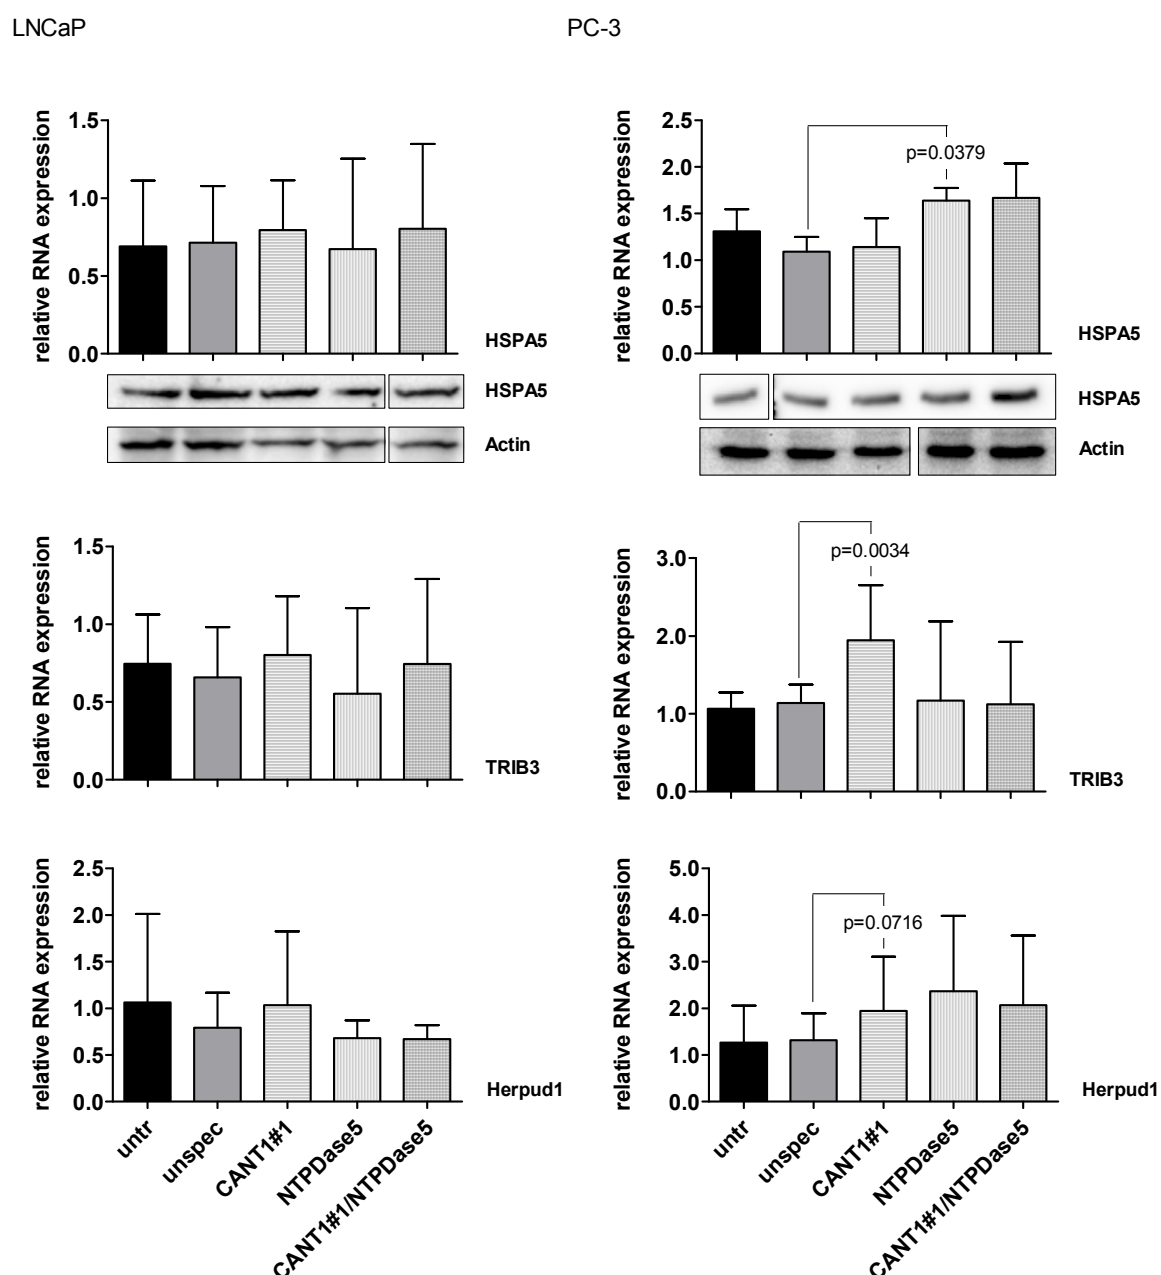 LNCaP
PC-3
relative RNA expression
1.5
1.0
0.5
0.0
HSPA5
HSPA5
Actin
relative RNA expression
2.5
2.0
1.5
1.0
0.5
0.0
p=0.0379
HSPA5
HSPA5
Actin
relative RNA expression
1.5
1.0
0.5
0.0
TRIB3
relative RNA expression
3.0
2.0
1.0
0.0
p=0.0034
TRIB3
relative RNA expression
2.5
2.0
1.5
1.0
0.5
0.0
Herpud1
untr
unspec
CANT1#1
NTPDase5
CANT1#1/NTPDase5
relative RNA expression
5.0
4.0
3.0
2.0
1.0
0.0
p=0.0716
Herpud1
untr
unspec
CANT1#1
NTPDase5
CANT1#1/NTPDase5